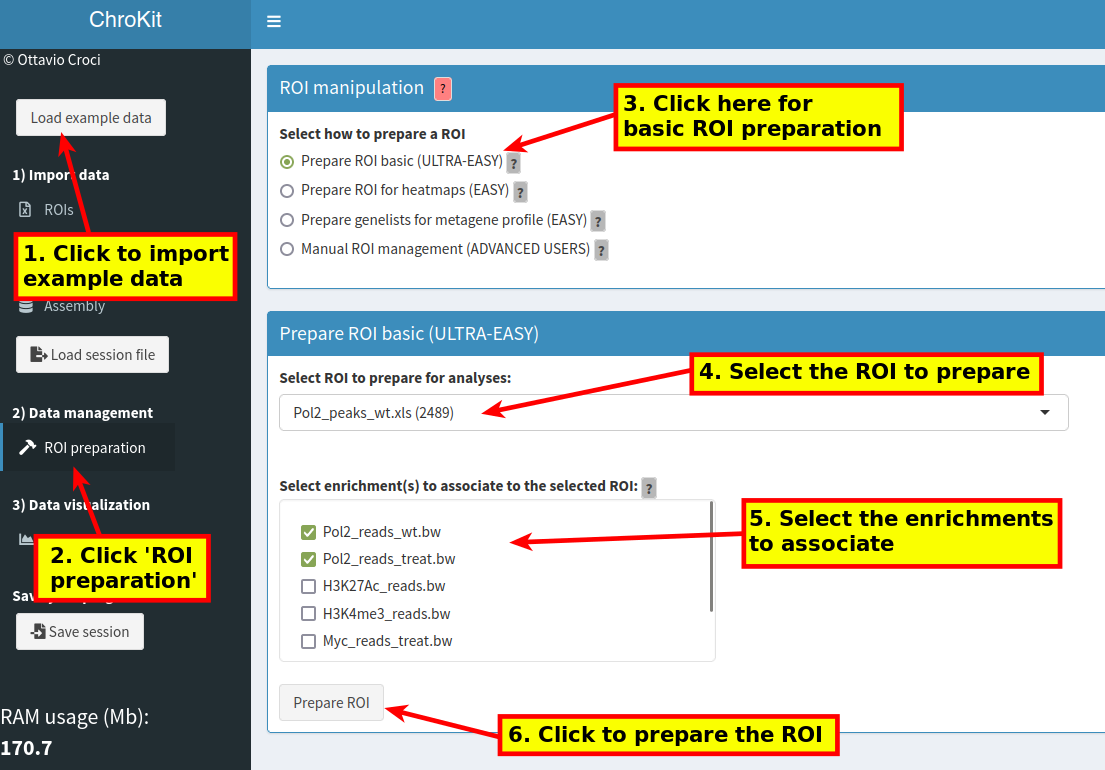 ChroKit
© Ottavio Croci
Load example data
1) Import data
ROIs
1. Click to import
example data
Assembly
Load session file
2) Data management
ROI preparation
3) Data visualization
2. Click 'ROI
preparation'
Save session
RAM usage (Mb):
170.7
ROI manipulation ?
3. Click here for
basic ROI preparation
Select how to prepare a ROI
Prepare ROI basic (ULTRA-EASY) ?
Prepare ROI for heatmaps (EASY) ?
Prepare genelists for metagene profile (EASY) ?
Manual ROI management (ADVANCED USERS) ?
Prepare ROI basic (ULTRA-EASY)
4. Select the ROI to prepare
Select ROI to prepare for analyses:
Pol2_peaks_wt.xls (2489)
Select enrichment(s) to associate to the selected ROI: ?
5. Select the enrichments
to associate
Pol2_reads_wt.bw
Pol2_reads_treat.bw
H3K27Ac_reads.bw
H3K4me3_reads.bw
Myc_reads_treat.bw
Prepare ROI
6. Click to prepare the ROI